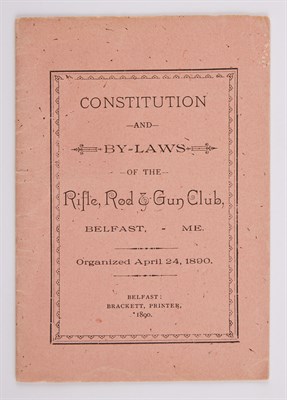 CONSTITUTION
—AND—
BY-LAWS
—OF THE—
Rifle, Rod & Gun Club,
BELFAST, - ME.
Organized April 24, 1890.
BELFAST:
BRACKETT, PRINTER,
1890.